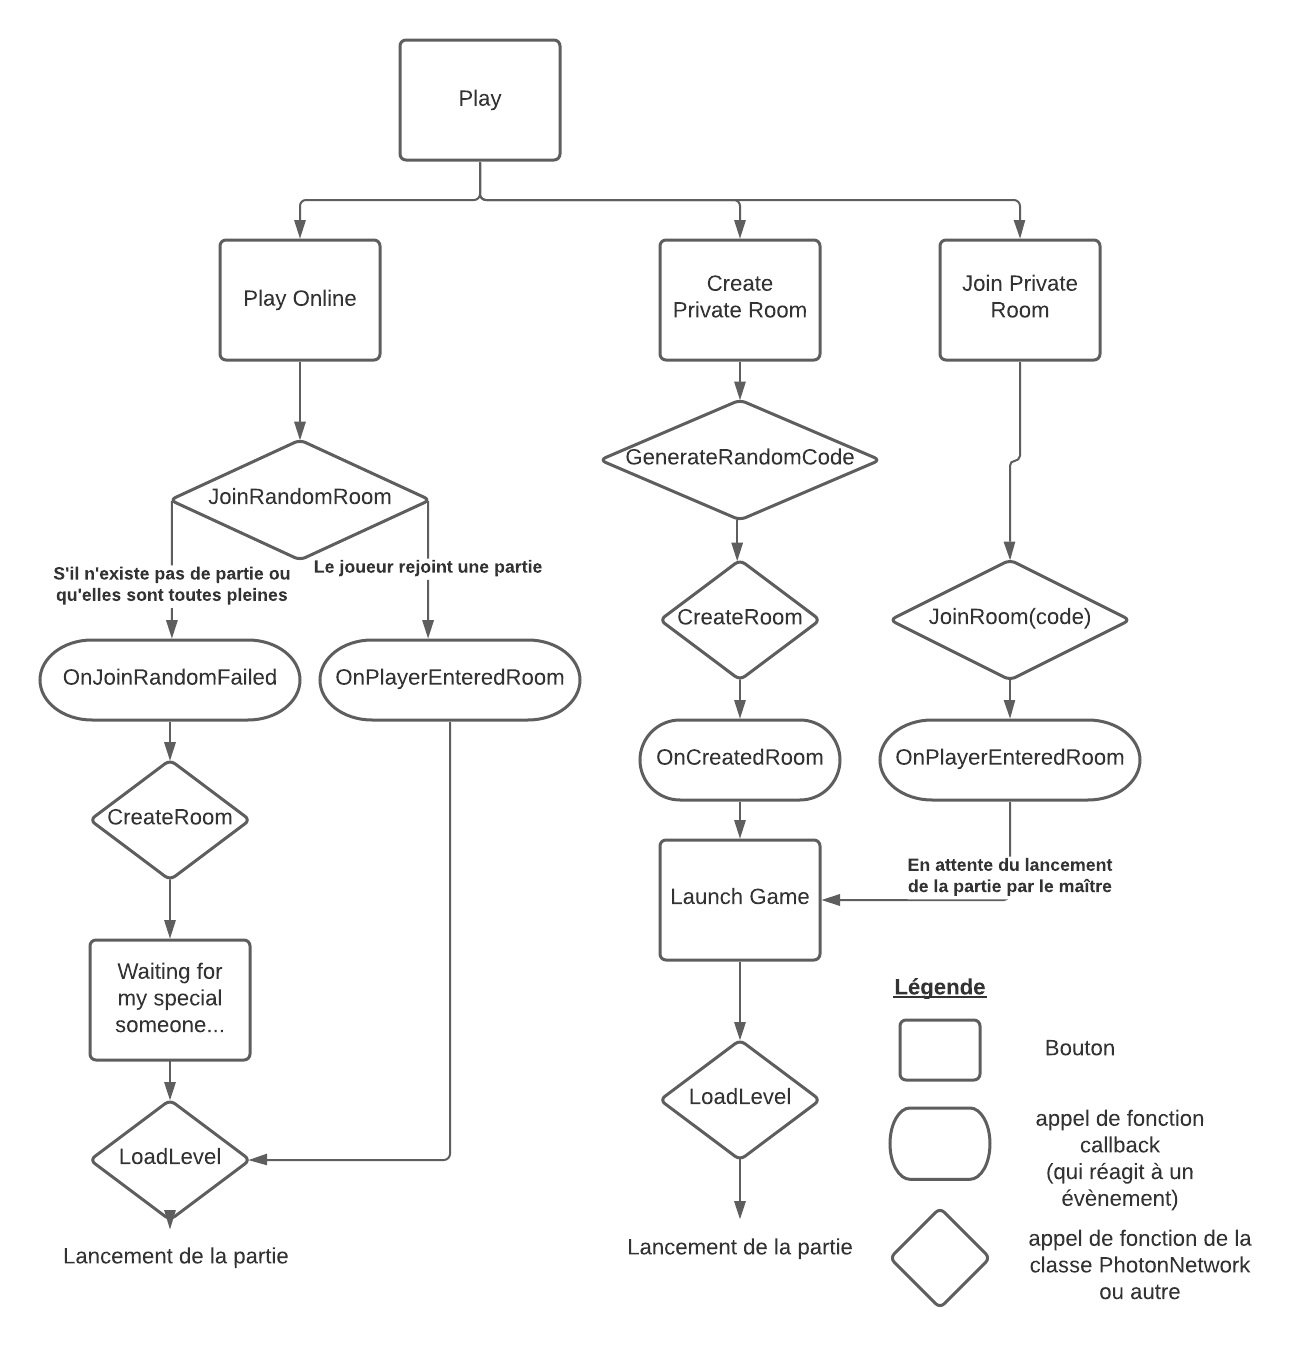 Play
Play Online
Create
Private Room
Join Private
Room
JoinRandomRoom
GenerateRandomCode
S'il n'existe pas de partie ou
qu'elles sont toutes pleines
Le joueur rejoint une partie
CreateRoom
JoinRoom(code)
OnJoinRandomFailed
OnPlayerEnteredRoom
OnCreatedRoom
OnPlayerEnteredRoom
CreateRoom
Launch Game
En attente du lancement
de la partie par le maître
Waiting for
my special
someone...
LoadLevel
LoadLevel
Lancement de la partie
Lancement de la partie
Légende
Bouton
appel de fonction
callback
(qui réagit à un
évènement)
appel de fonction de la
classe PhotonNetwork
ou autre